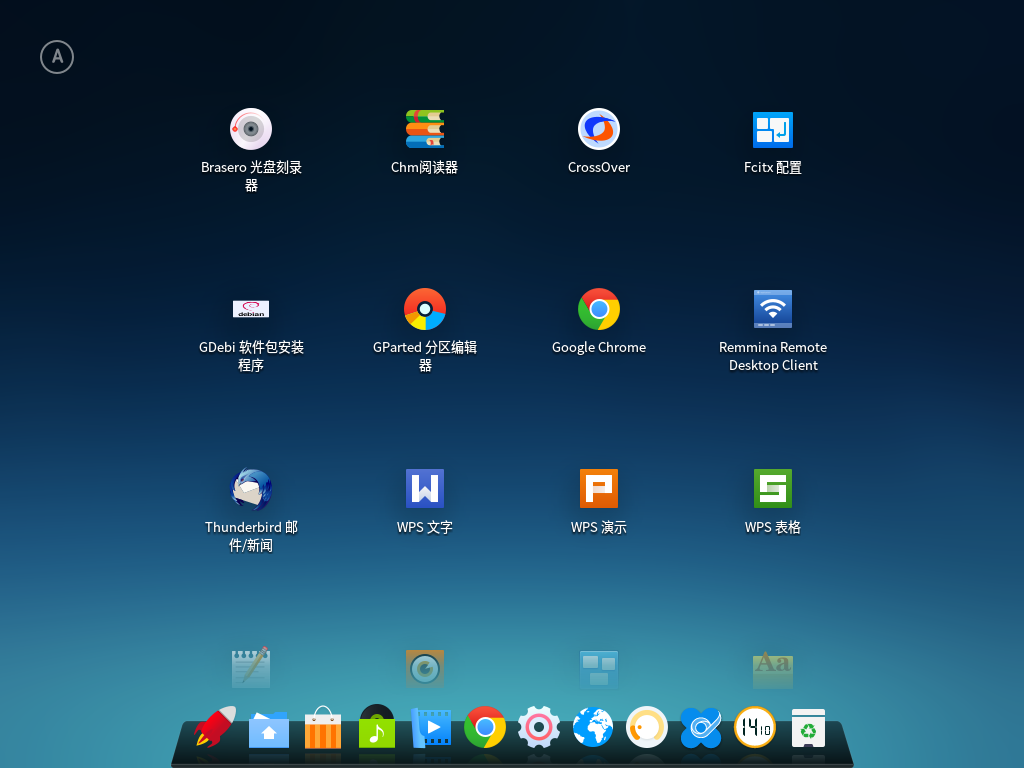 A
Brasero 光盘刻录
器
Chm阅读器
CrossOver
Fcitx 配置
debian
GDebi 软件包安装
程序
GParted 分区编辑
器
Google Chrome
Remmina Remote
Desktop Client
Thunderbird 邮
件/新闻
W
WPS 文字
P
WPS 演示
S
WPS 表格
Aa
14 10